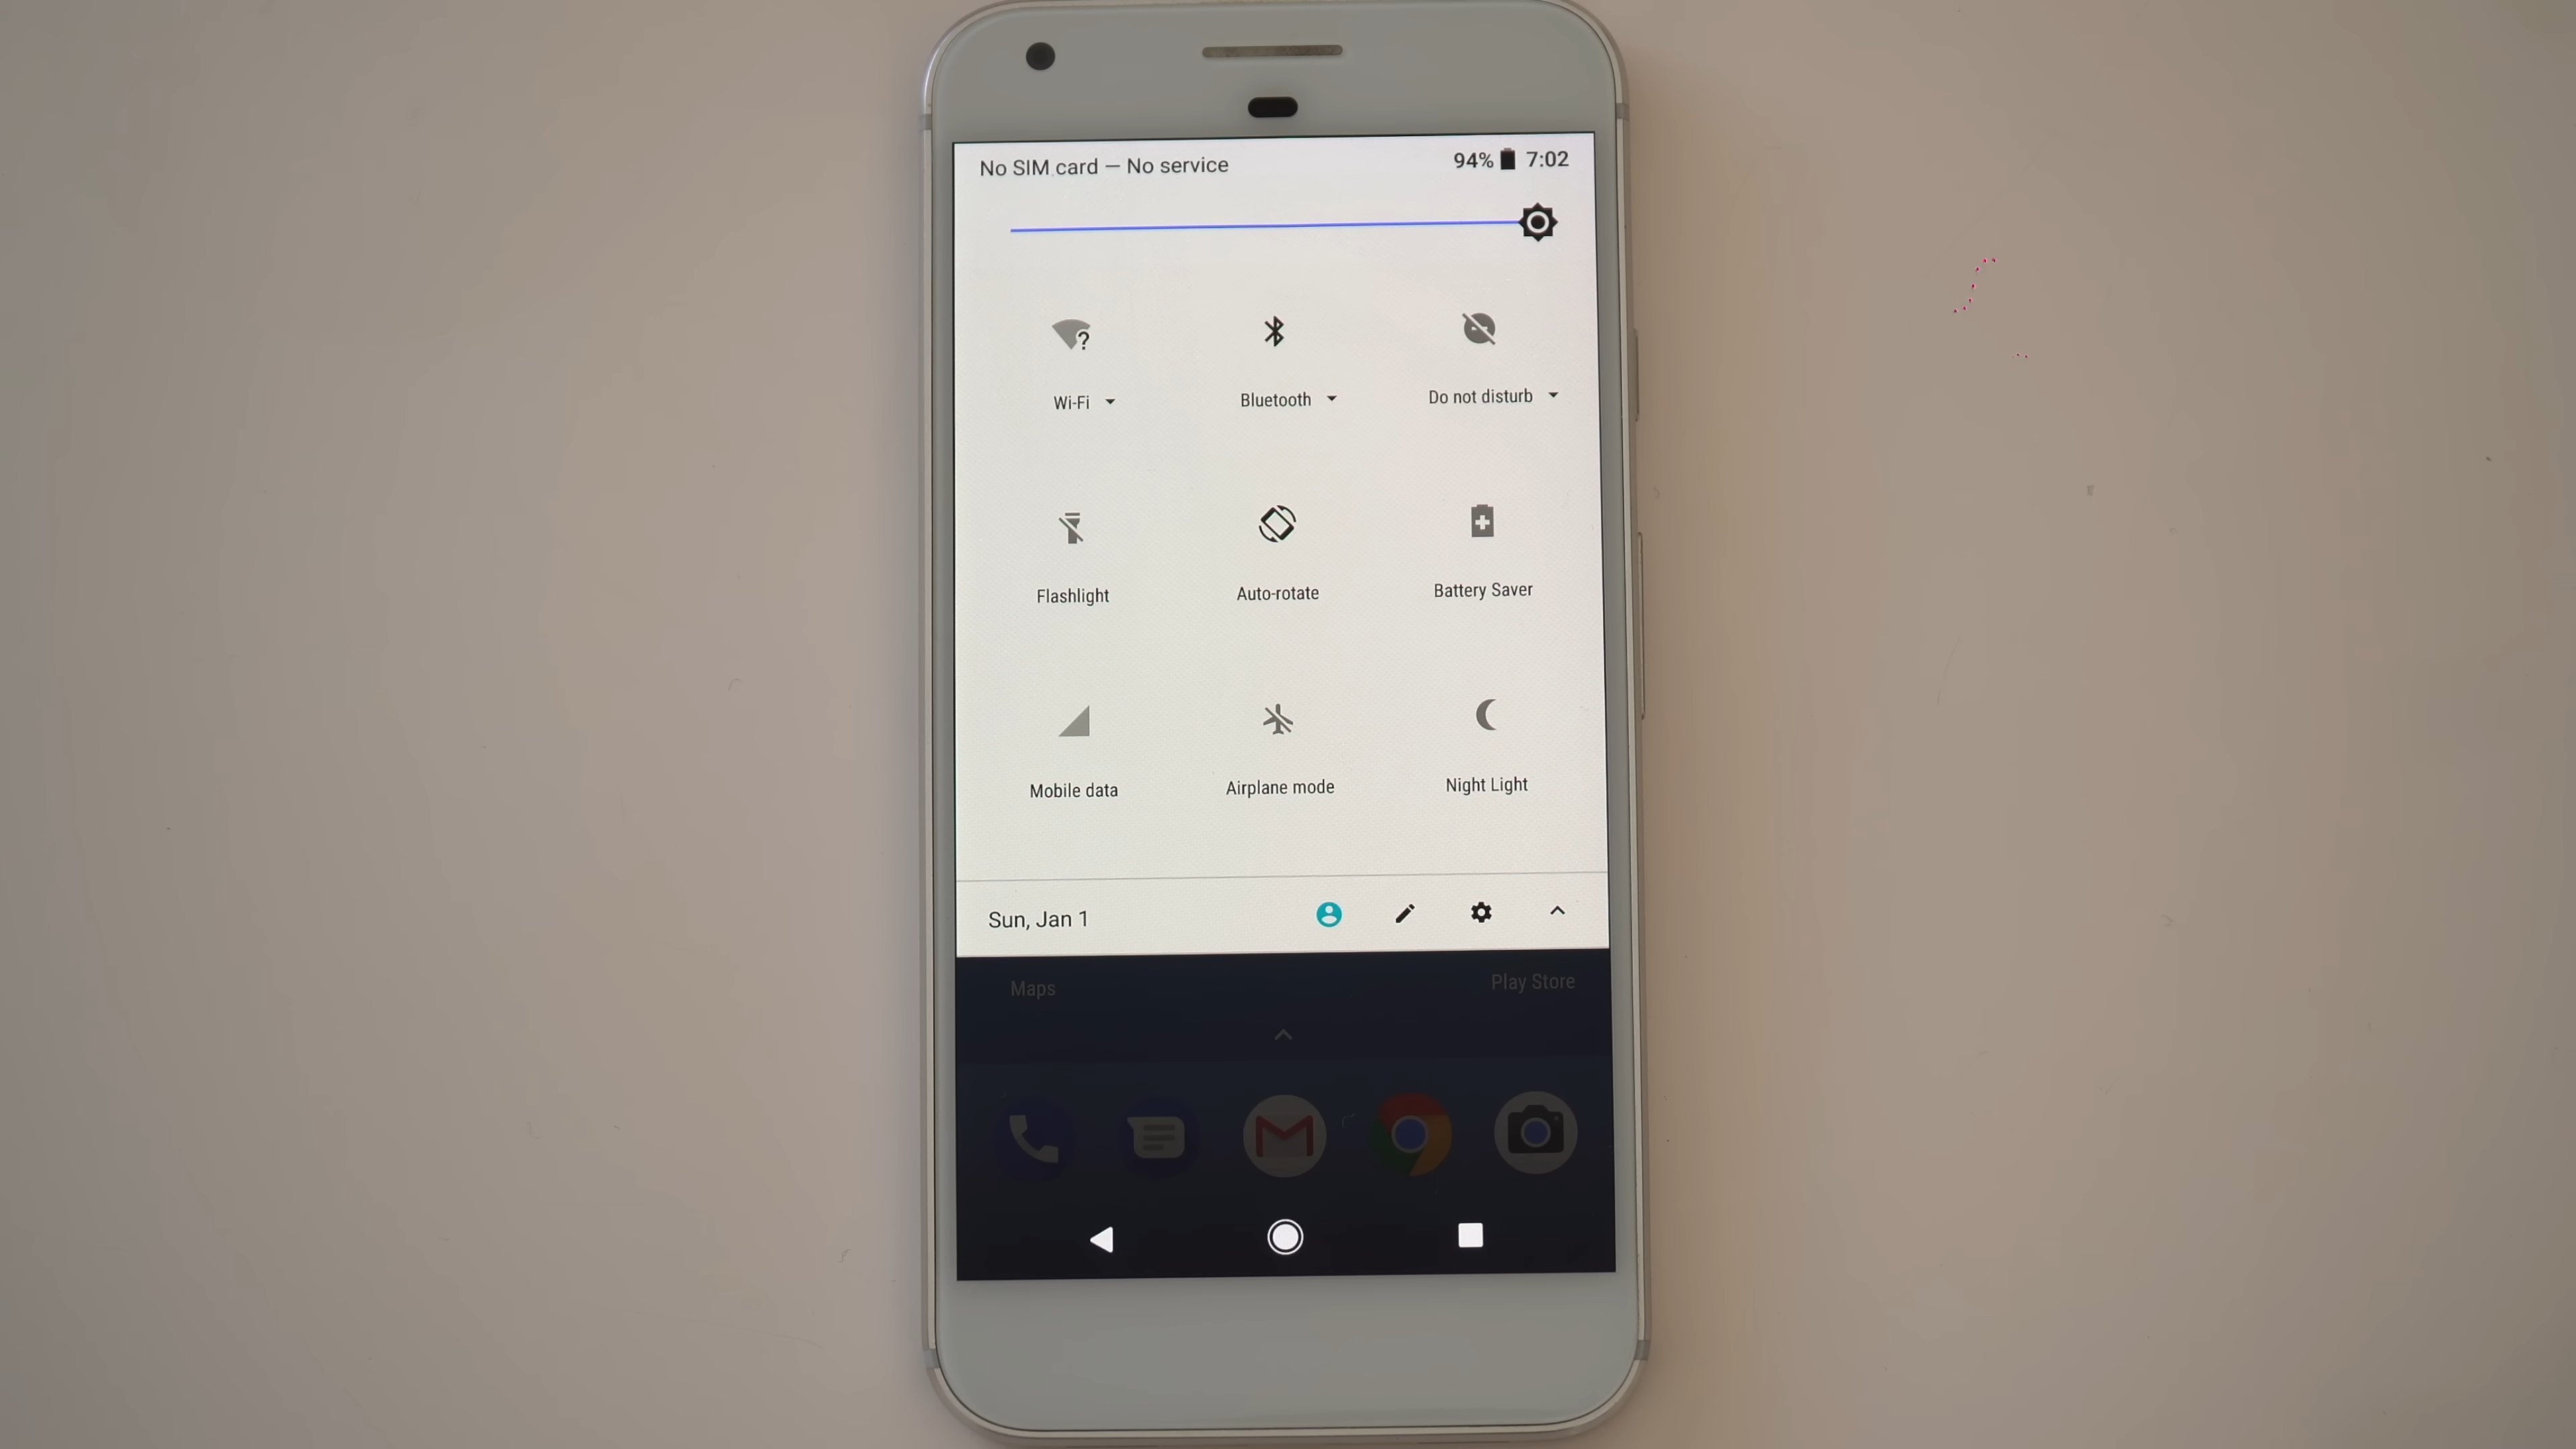 No SIM card — No service 94% 7:02
Wi-Fi Bluetooth Do not disturb
Flashlight Auto-rotate Battery Saver
Mobile data Airplane mode Night Light
Sun, Jan 1
Maps Play Store